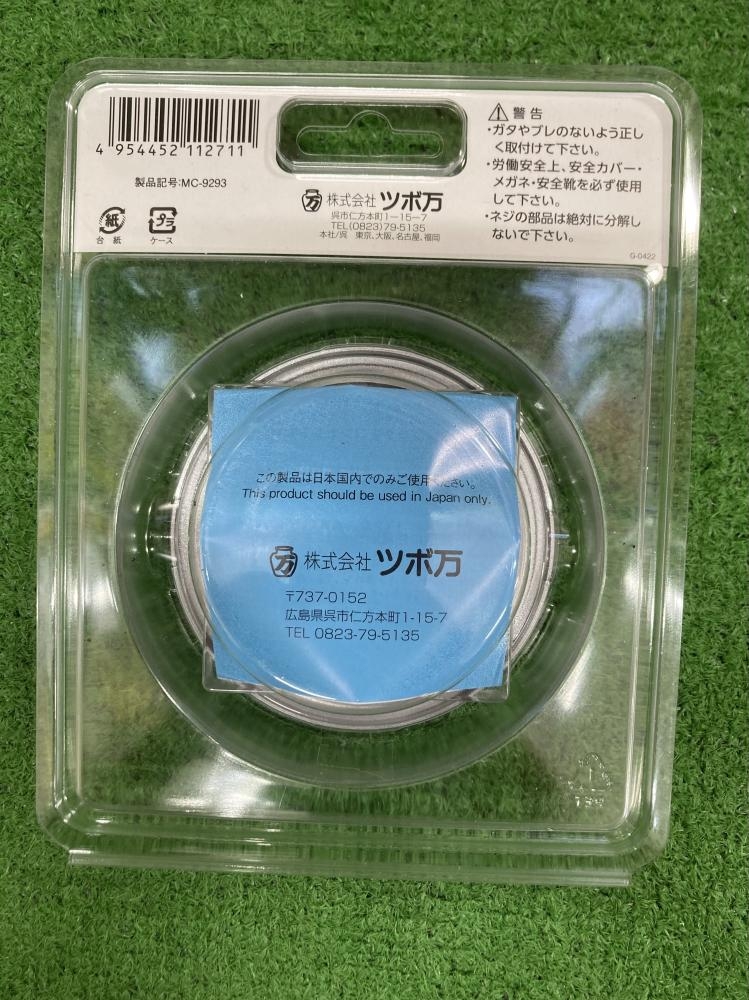 4 954452 112711
製品記号:MC-9293
紙
台 紙
プラ
ケース
万 株式会社 ツボ万
呉市仁方本町1-15-7
TEL(0823)79-5135
本社/呉 東京、大阪、名古屋、福岡
警告
・ガタやブレのないよう正し
く取付けて下さい。
・労働安全上、安全カバー・
メガネ・安全靴を必ず使用
して下さい。
・ネジの部品は絶対に分解し
ないで下さい。
G-0422
この製品は日本国内でのみご使用ください。
This product should be used in Japan only.
万 株式会社 ツボ万
〒737-0152
広島県呉市仁方本町1-15-7
TEL 0823-79-5135